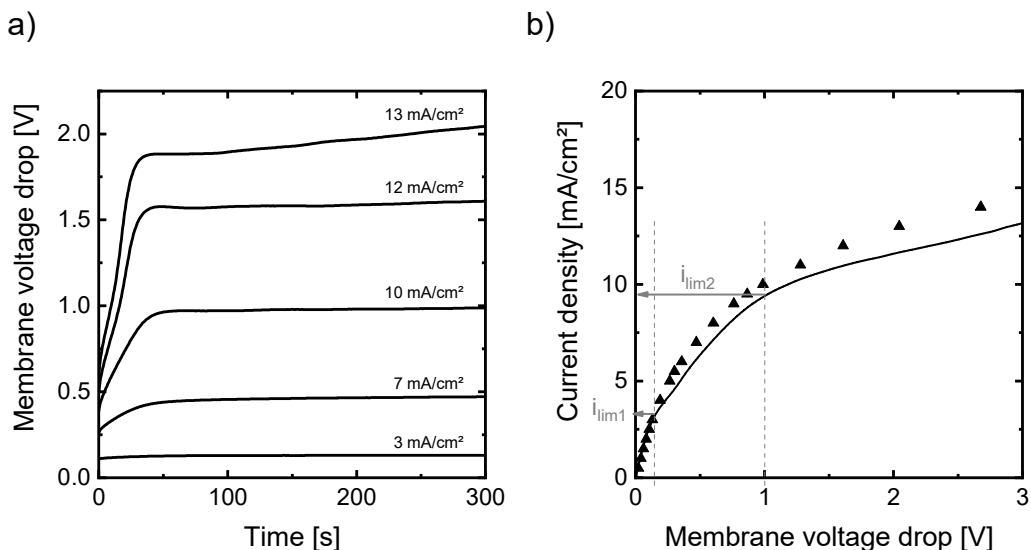 a)
Membrane voltage drop [V]
2.0
1.5
1.0
0.5
0.0
13 mA/cm²
12 mA/cm²
10 mA/cm²
7 mA/cm²
3 mA/cm²
0
100
200
300
Time [s]
b)
Current density [mA/cm²]
20
15
10
5
0
i_lim2
i_lim1
0
1
2
3
Membrane voltage drop [V]